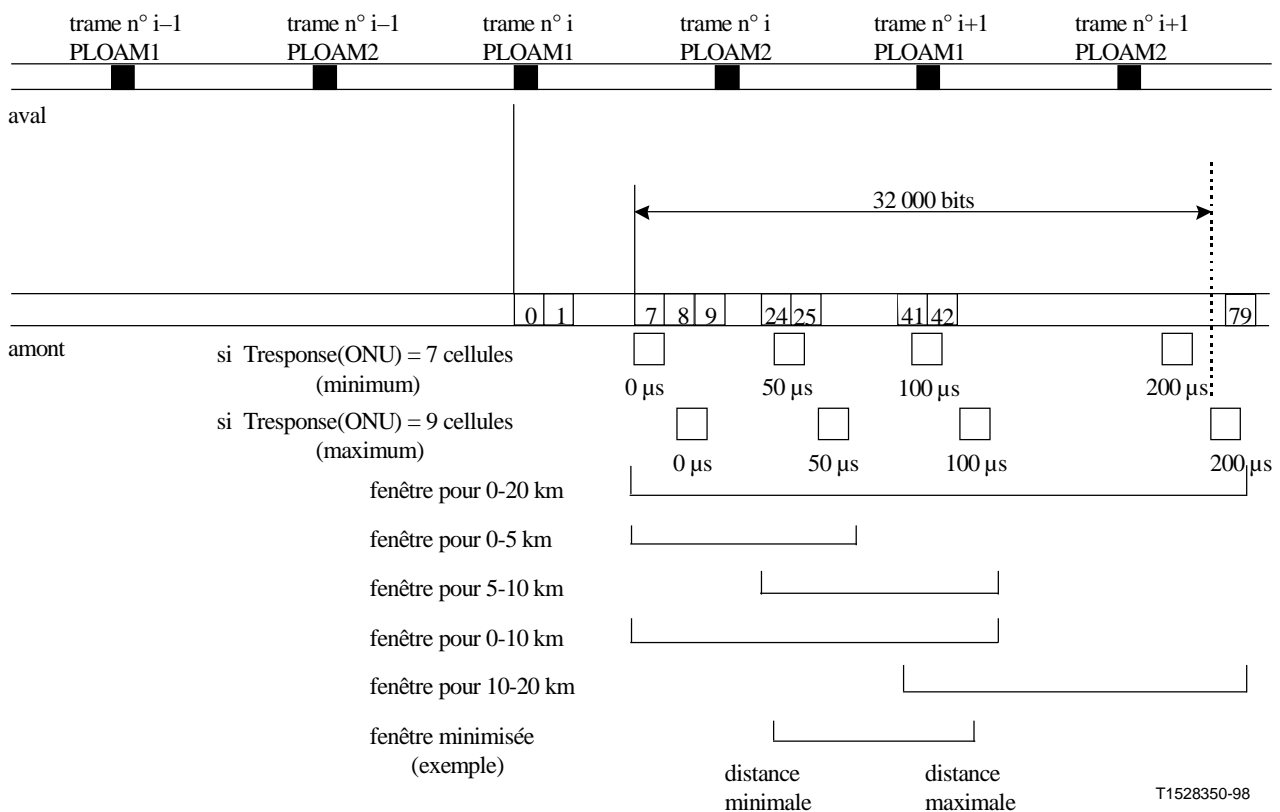 trame n° i–1 trame n° i–1 trame n° i trame n° i trame n° i+1 trame n° i+1
PLOAM1 PLOAM2 PLOAM1 PLOAM2 PLOAM1 PLOAM2
aval
32 000 bits
0 1 7 8 9 24 25 41 42 79
amont
si Tresponse(ONU) = 7 cellules
(minimum)
0 µs 50 µs 100 µs 200 µs
si Tresponse(ONU) = 9 cellules
(maximum)
0 µs 50 µs 100 µs 200 µs
fenêtre pour 0-20 km
fenêtre pour 0-5 km
fenêtre pour 5-10 km
fenêtre pour 0-10 km
fenêtre pour 10-20 km
fenêtre minimisée
(exemple)
distance distance
minimale maximale
T1528350-98